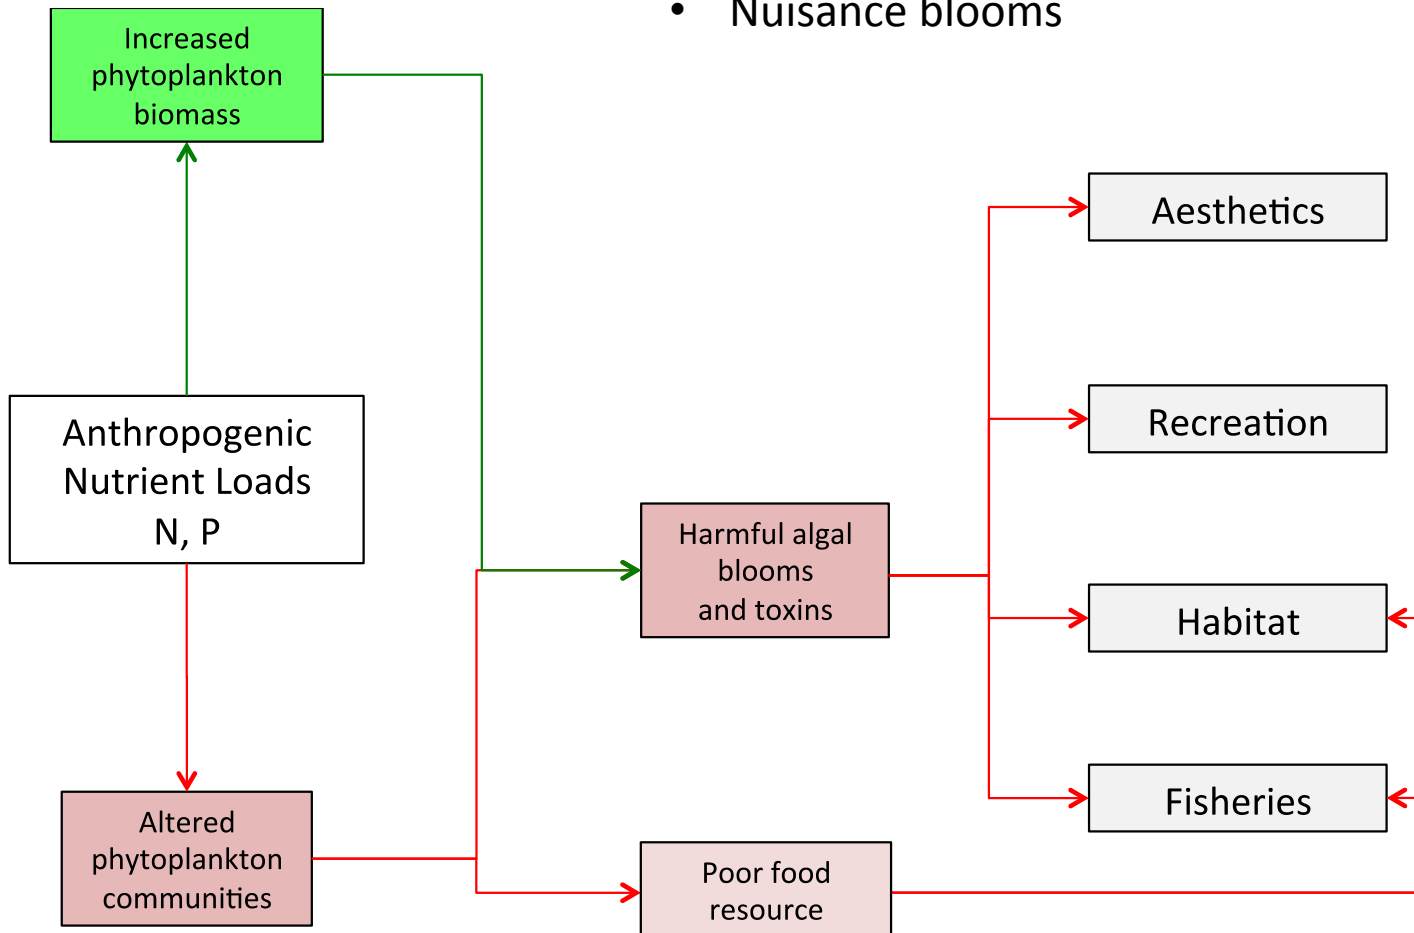 • Nuisance blooms
Increased
phytoplankton
biomass
Aesthetics
Recreation
Anthropogenic
Nutrient Loads
N, P
Harmful algal
blooms
and toxins
Habitat
Fisheries
Altered
phytoplankton
communities
Poor food
resource